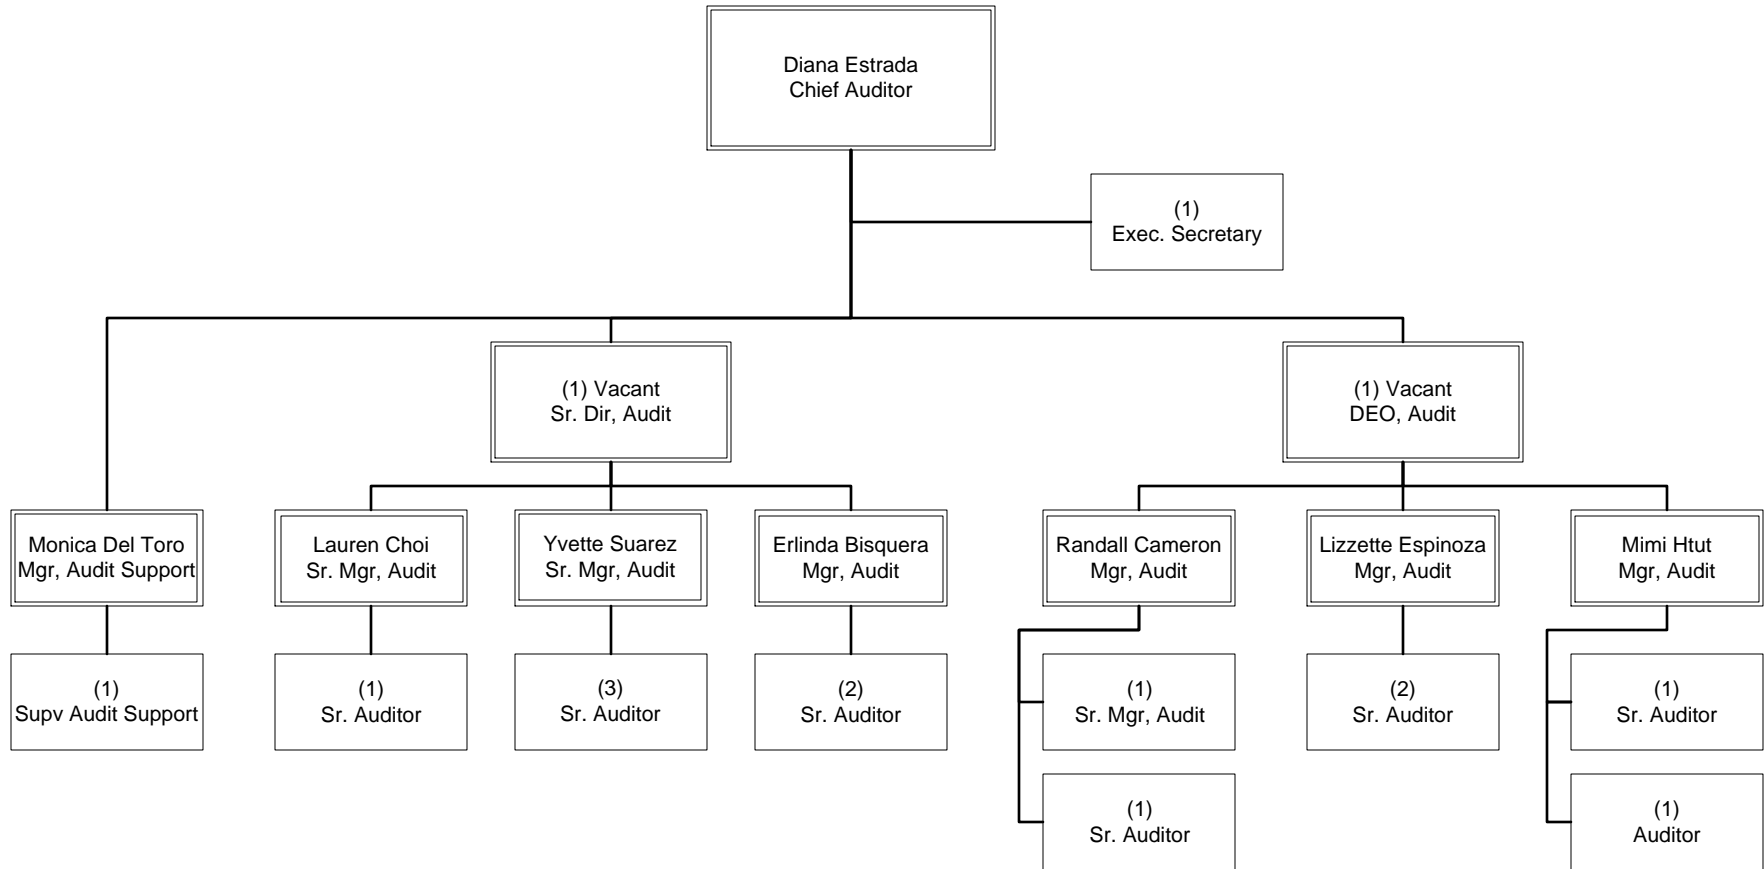 Diana Estrada
Chief Auditor
(1)
Exec. Secretary
(1) Vacant
Sr. Dir, Audit
(1) Vacant
DEO, Audit
Monica Del Toro
Mgr, Audit Support
Lauren Choi
Sr. Mgr, Audit
Yvette Suarez
Sr. Mgr, Audit
Erlinda Bisquera
Mgr, Audit
Randall Cameron
Mgr, Audit
Lizzette Espinoza
Mgr, Audit
Mimi Htut
Mgr, Audit
(1)
Supv Audit Support
(1)
Sr. Auditor
(3)
Sr. Auditor
(2)
Sr. Auditor
(1)
Sr. Mgr, Audit
(2)
Sr. Auditor
(1)
Sr. Auditor
(1)
Sr. Auditor
(1)
Auditor